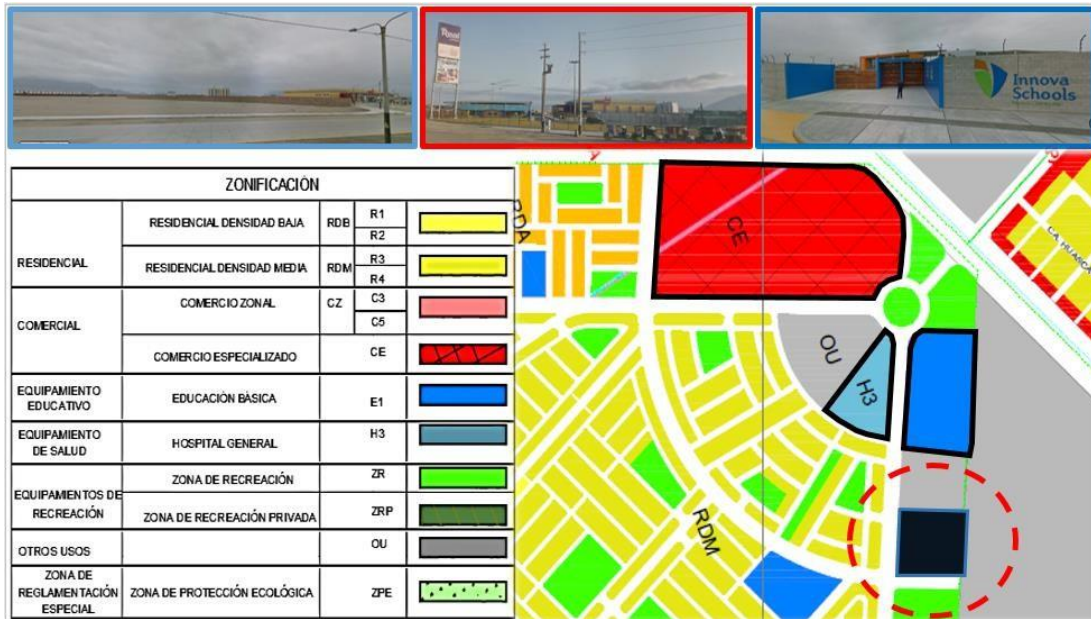 Innova
Schools
ZONIFICACIÓN
RESIDENCIAL
RESIDENCIAL DENSIDAD BAJA
RDB
R1
R2
RESIDENCIAL DENSIDAD MEDIA
RDM
R3
R4
COMERCIAL
COMERCIO ZONAL
CZ
C3
C5
COMERCIO ESPECIALIZADO
CE
EQUIPAMIENTO
EDUCATIVO
EDUCACIÓN BÁSICA
E1
EQUIPAMIENTO
DE SALUD
HOSPITAL GENERAL
H3
EQUIPAMIENTOS DE
RECREACIÓN
ZONA DE RECREACIÓN
ZR
ZONA DE RECREACIÓN PRIVADA
ZRP
OTROS USOS
OU
ZONA DE
REGLAMENTACIÓN
ESPECIAL
ZONA DE PROTECCIÓN ECOLÓGICA
ZPE
RDA
CE
OU
H3
RDM